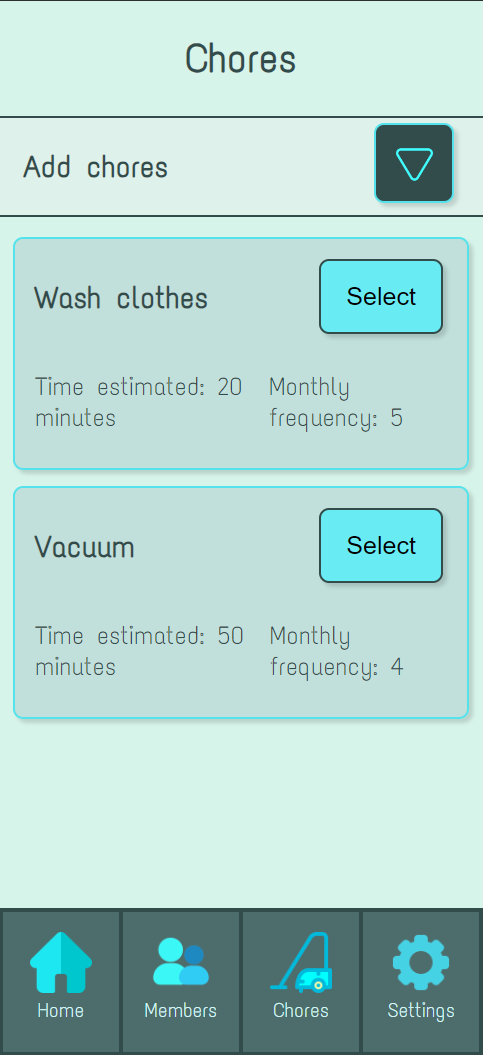 Chores
Add chores
Wash clothes
Select
Time estimated: 20
minutes
Monthly
frequency: 5
Vacuum
Select
Time estimated: 50
minutes
Monthly
frequency: 4
Home
Members
Chores
Settings